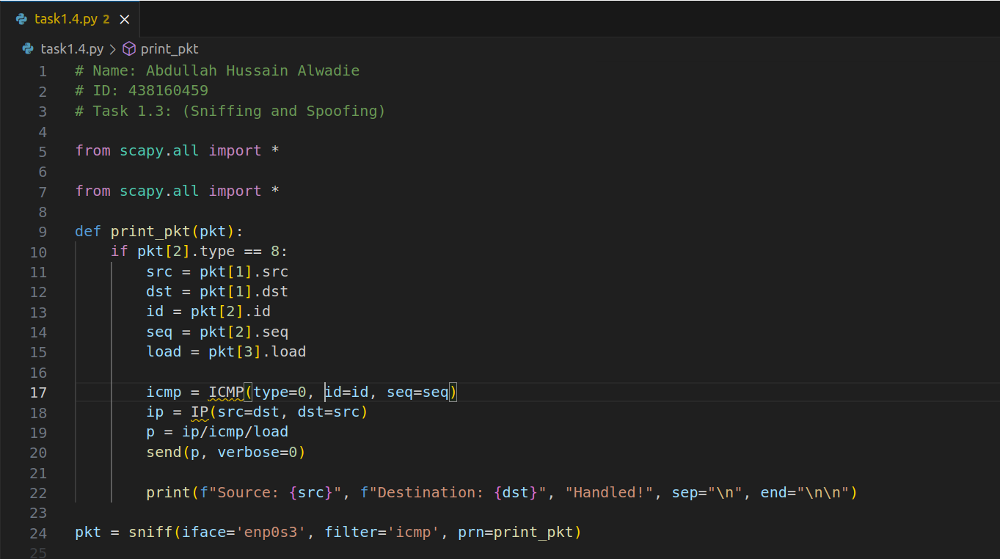 task1.4.py 2
task1.4.py > print_pkt
1 # Name: Abdullah Hussain Alwadie
2 # ID: 438160459
3 # Task 1.3: (Sniffing and Spoofing)
4
5 from scapy.all import *
6
7 from scapy.all import *
8
9 def print_pkt(pkt):
10     if pkt[2].type == 8:
11         src = pkt[1].src
12         dst = pkt[1].dst
13         id = pkt[2].id
14         seq = pkt[2].seq
15         load = pkt[3].load
16
17         icmp = ICMP(type=0, id=id, seq=seq)
18         ip = IP(src=dst, dst=src)
19         p = ip/icmp/load
20         send(p, verbose=0)
21
22         print(f"Source: {src}", f"Destination: {dst}", "Handled!", sep="\n", end="\n\n")
23
24 pkt = sniff(iface='enp0s3', filter='icmp', prn=print_pkt)
25